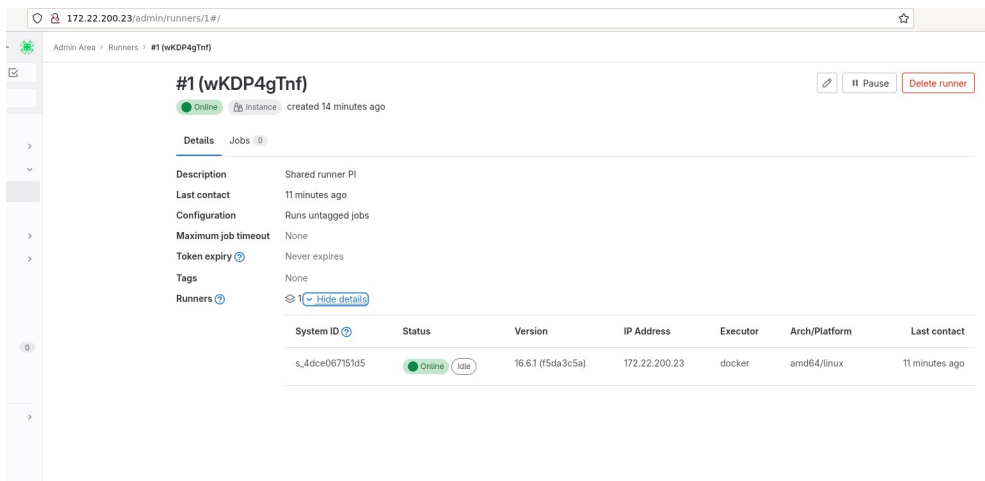 172.22.200.23/admin/runners/1#/
Admin Area > Runners > #1 (wKDP4gTnf)
#1 (wKDP4gTnf)
Pause
Delete runner
Online
Instance
created 14 minutes ago
Details
Jobs 0
Description Shared runner PI
Last contact 11 minutes ago
Configuration Runs untagged jobs
Maximum job timeout None
Token expiry Never expires
Tags None
Runners 1 Hide details
System ID Status Version IP Address Executor Arch/Platform Last contact
s_4dce067151d5 Online Idle 16.6.1 (f5da3c5a) 172.22.200.23 docker amd64/linux 11 minutes ago
0